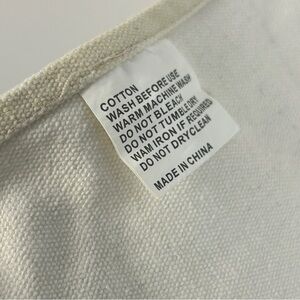 COTTON
WASH BEFORE USE
WARM MACHINE WASH
DO NOT BLEACH
DO NOT TUMBLE DRY
WAM IRON IF REQUIRED
DO NOT DRYCLEAN
MADE IN CHINA